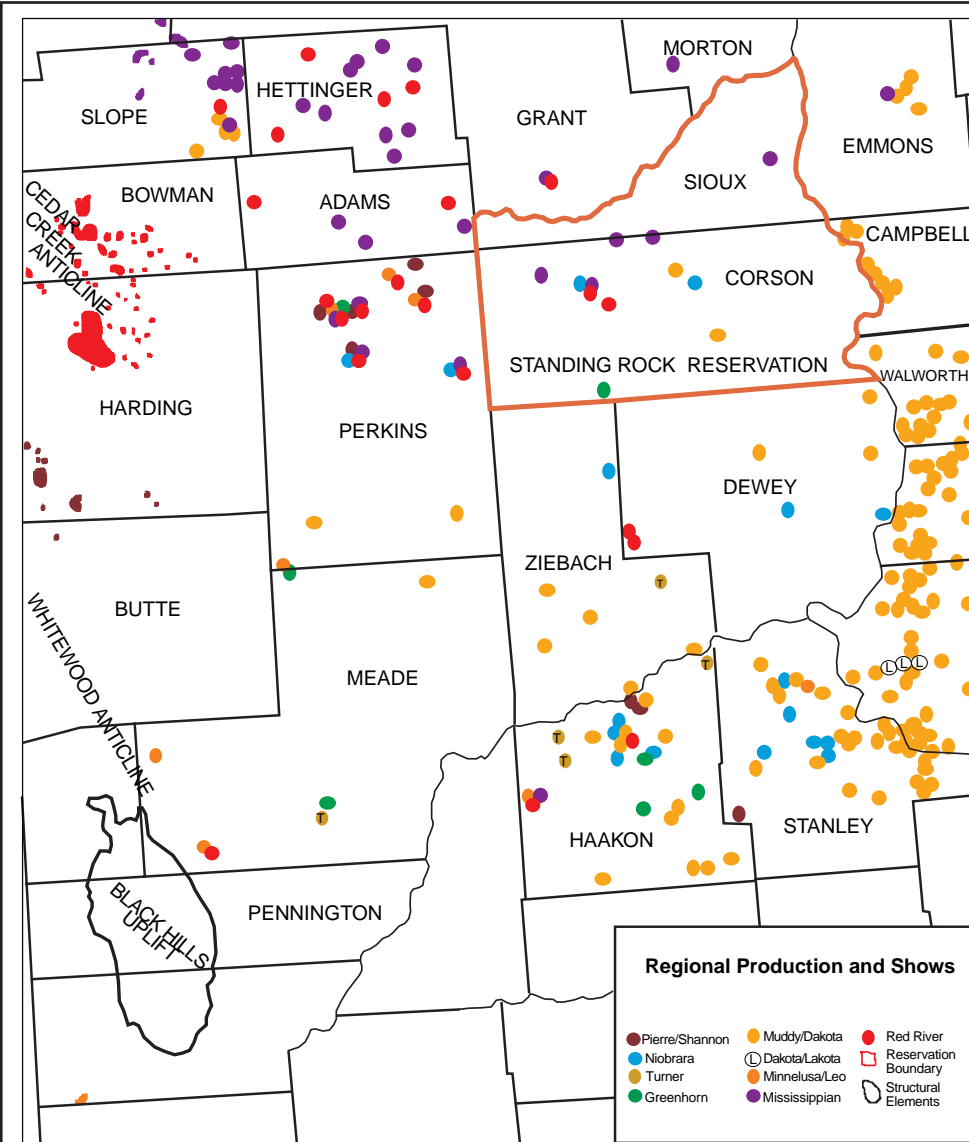 MORTON
HETTINGER
SLOPE
GRANT
EMMONS
SIOUX
BOWMAN
ADAMS
CEDAR
CREEK
ANTICLINE
CAMPBELL
CORSON
STANDING ROCK RESERVATION
WALWORTH
HARDING
PERKINS
DEWEY
ZIEBACH
T
BUTTE
WHITEWOOD ANTICLINE
MEADE
T
L L L
T
T
T
STANLEY
HAAKON
BLACK HILLS
UPLIFT
PENNINGTON
Regional Production and Shows
Pierre/Shannon
Niobrara
Turner
Greenhorn
Muddy/Dakota
L Dakota/Lakota
Minnelusa/Leo
Mississippian
Red River
Reservation
Boundary
Structural
Elements